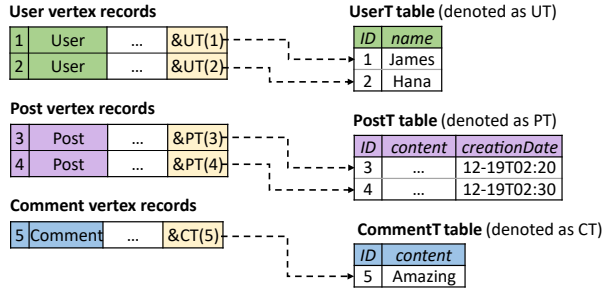 User vertex records
1 User ... &UT(1)
2 User ... &UT(2)
UserT table (denoted as UT)
ID name
1 James
2 Hana
Post vertex records
3 Post ... &PT(3)
4 Post ... &PT(4)
PostT table (denoted as PT)
ID content creationDate
3 ... 12-19T02:20
4 ... 12-19T02:30
Comment vertex records
5 Comment ... &CT(5)
CommentT table (denoted as CT)
ID content
5 Amazing